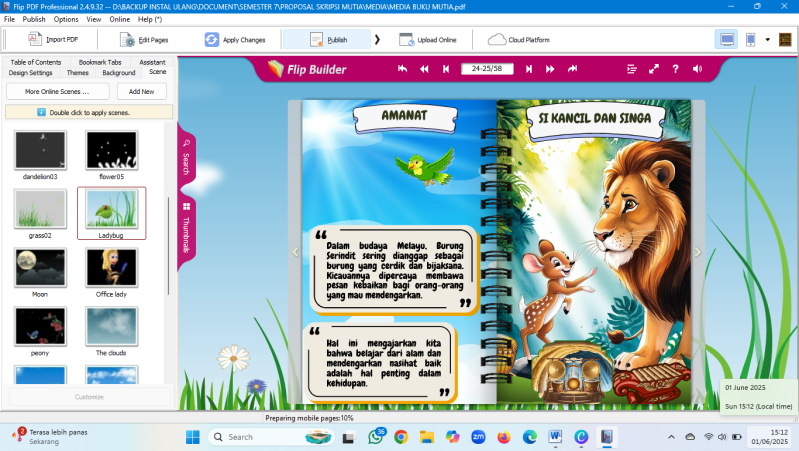 Flip PDF Professional 2.4.9.32 -- D:\BACKUP INSTAL ULANG\DOCUMENT\SEMESTER 7\PROPOSAL SKRIPSI MUTIA\MEDIA\MEDIA BUKU MUTIA.pdf
File Publish Options View Online Help (*)
Import PDF Edit Pages Apply Changes Publish Upload Online Cloud Platform
Table of Contents Bookmark Tabs Assistant
Design Settings Themes Background Scene
More Online Scenes ... Add New
Double click to apply scenes.
dandelion03 flower05
grass02 Ladybug
Moon Office lady
peony The clouds
Customize
Flip Builder
24-25/58
Search
Thumbnails
AMANAT
Dalam budaya Melayu, Burung
Serindit sering dianggap sebagai
burung yang cerdik dan bijaksana.
Kicauannya dipercaya membawa
pesan kebaikan bagi orang-orang
yang mau mendengarkan.
Hal ini mengajarkan kita
bahwa belajar dari alam dan
mendengarkan nasihat baik
adalah hal penting dalam
kehidupan.
SI KANCIL DAN SINGA
01 June 2025
Sun 15:12 (Local time)
Preparing mobile pages:10%
2
Terasa lebih panas
Sekarang
Search
36
zm
15:12
01/06/2025